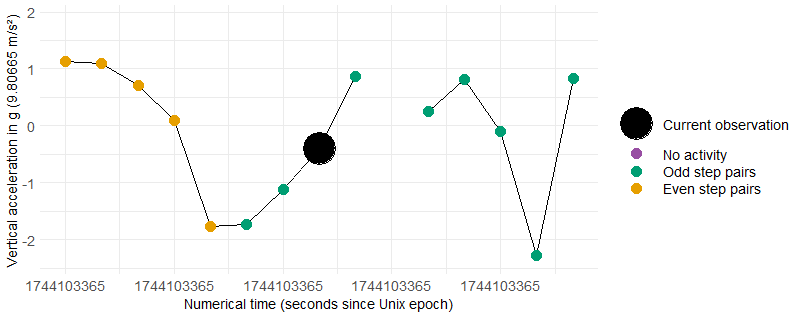 Vertical acceleration in g (9.80665 m/s²)
2
1
0
-1
-2
1744103365 1744103365 1744103365 1744103365 1744103365
Numerical time (seconds since Unix epoch)
Current observation
No activity
Odd step pairs
Even step pairs